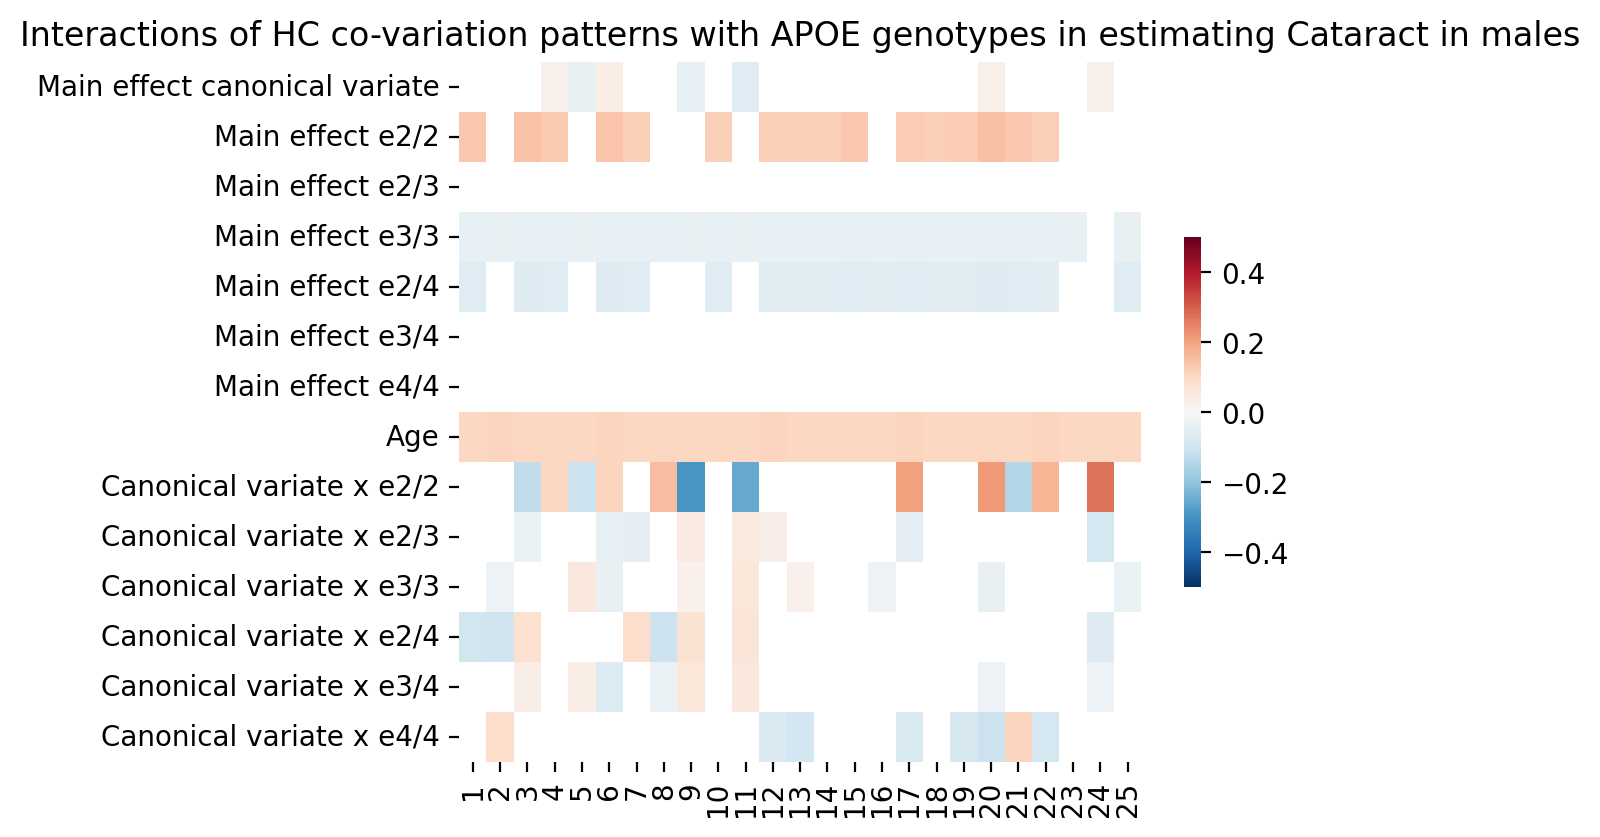 Interactions of HC co-variation patterns with APOE genotypes in estimating Cataract in males
Main effect canonical variate
Main effect e2/2
Main effect e2/3
Main effect e3/3
Main effect e2/4
Main effect e3/4
Main effect e4/4
Age
Canonical variate x e2/2
Canonical variate x e2/3
Canonical variate x e3/3
Canonical variate x e2/4
Canonical variate x e3/4
Canonical variate x e4/4
1
2
3
4
5
6
7
8
9
10
11
12
13
14
15
16
17
18
19
20
21
22
23
24
25
0.4
0.2
0.0
−0.2
−0.4